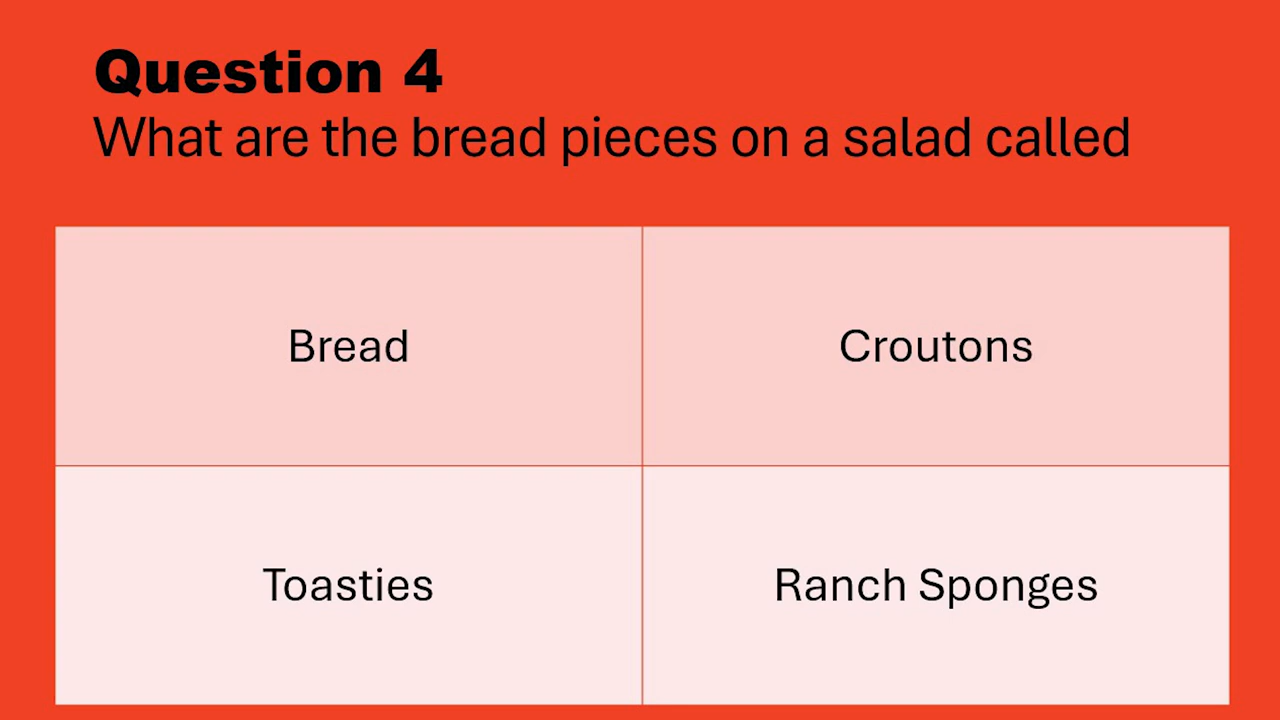 Question 4
What are the bread pieces on a salad called
Bread
Croutons
Toasties
Ranch Sponges